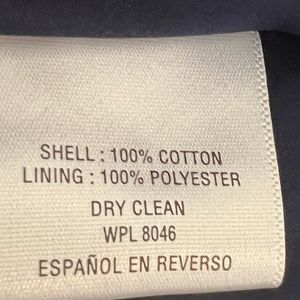 SHELL : 100% COTTON
LINING : 100% POLYESTER
DRY CLEAN
WPL 8046
ESPAÑOL EN REVERSO